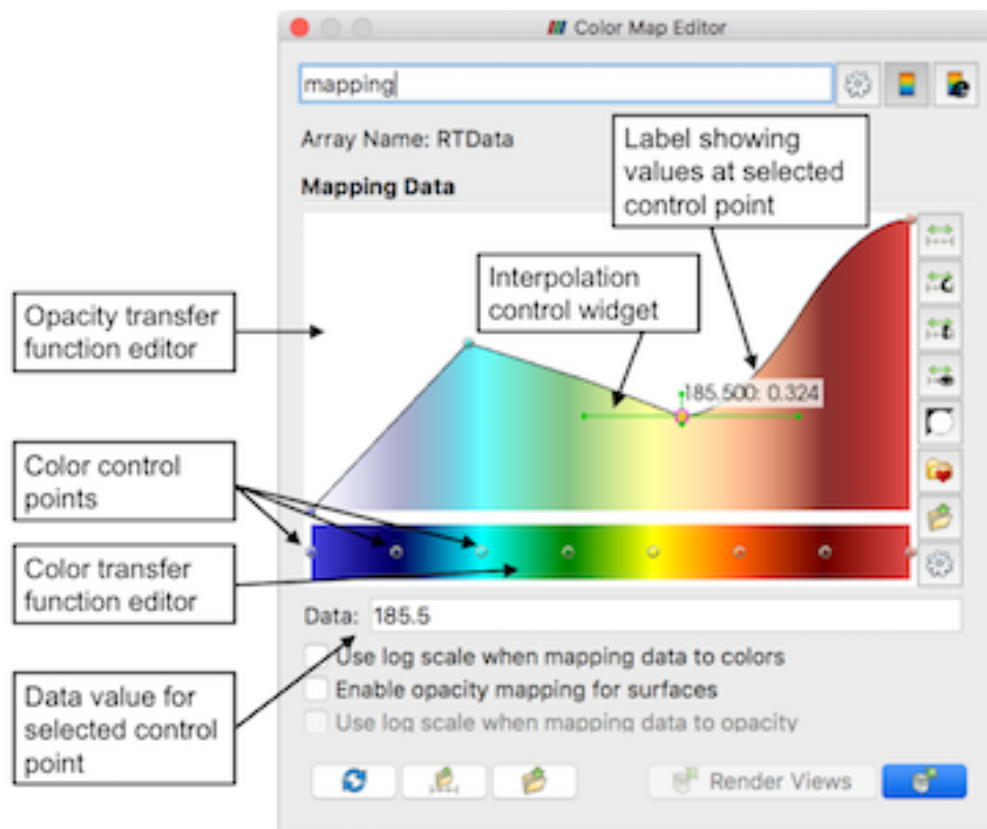 Color Map Editor
mapping
Array Name: RTData
Mapping Data
Label showing
values at selected
control point
Interpolation
control widget
Opacity transfer
function editor
185.500: 0.324
Color control
points
Color transfer
function editor
Data: 185.5
Use log scale when mapping data to colors
Enable opacity mapping for surfaces
Use log scale when mapping data to opacity
Data value for
selected control
point
Render Views